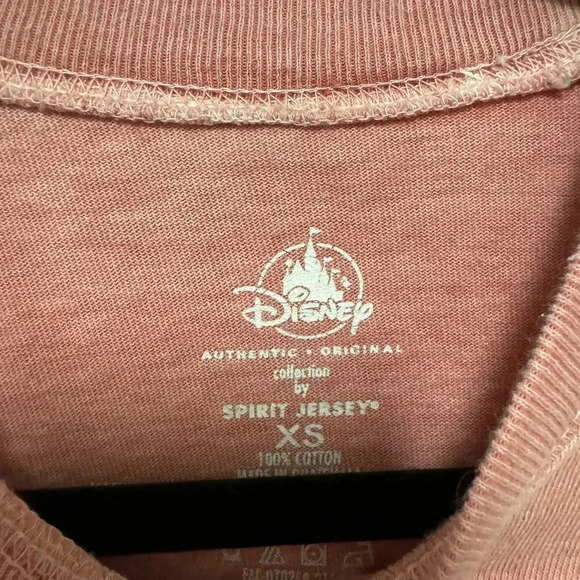 Disney
AUTHENTIC • ORIGINAL
collection
by
SPIRIT JERSEY®
XS
100% COTTON
MADE IN GUATEMALA